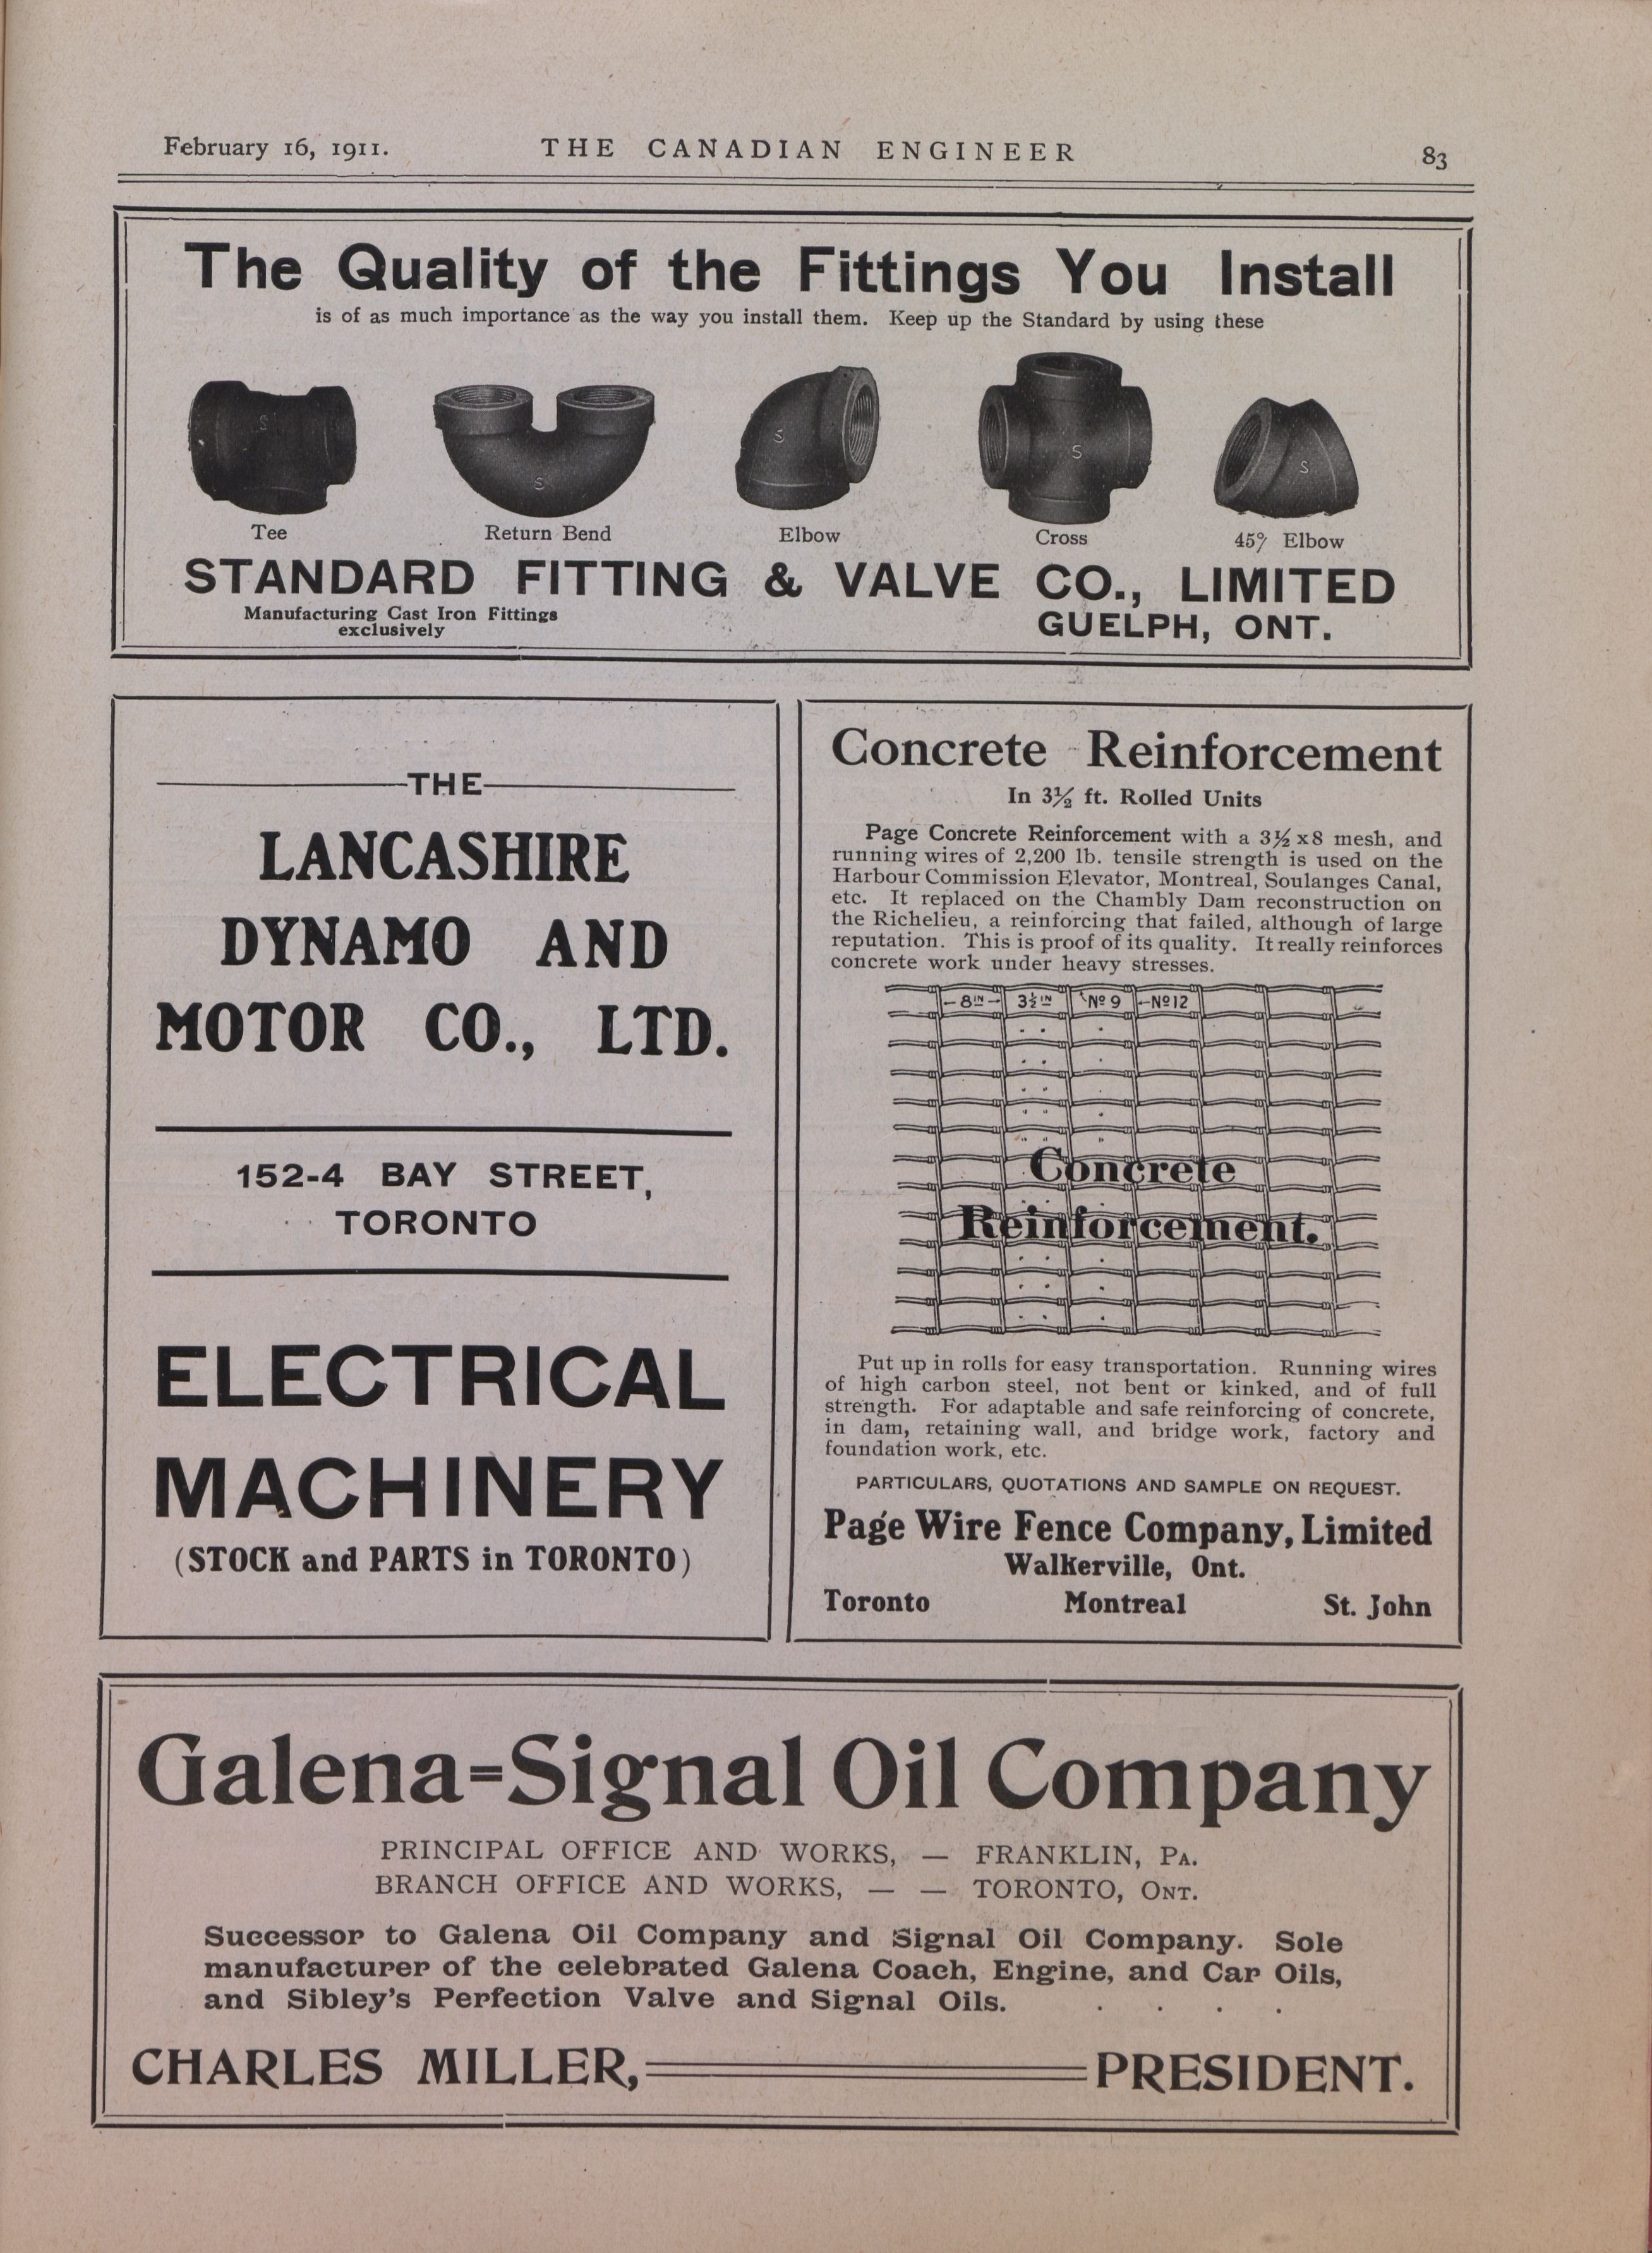 February 16, 1911.
THE CANADIAN ENGINEER
83
The Quality of the Fittings You Install
is of as much importance as the way you install them. Keep up the Standard by using these
S
S
S
S
S
Tee
Return Bend
Elbow
Cross
45% Elbow
STANDARD FITTING & VALVE CO., LIMITED
Manufacturing Cast Iron Fittings
exclusively
GUELPH, ONT.
THE
LANCASHIRE
DYNAMO AND
MOTOR CO., LTD.
152-4 BAY STREET,
TORONTO
ELECTRICAL
MACHINERY
(STOCK and PARTS in TORONTO)
Concrete Reinforcement
In 3½ ft. Rolled Units
Page Concrete Reinforcement with a 3½x8 mesh, and
running wires of 2,200 lb. tensile strength is used on the
Harbour Commission Elevator, Montreal, Soulanges Canal,
etc. It replaced on the Chambly Dam reconstruction on
the Richelieu, a reinforcing that failed, although of large
reputation. This is proof of its quality. It really reinforces
concrete work under heavy stresses.
8IN 3½IN Nº 9 Nº12
Concrete
Reinforcement.
Put up in rolls for easy transportation. Running wires
of high carbon steel, not bent or kinked, and of full
strength. For adaptable and safe reinforcing of concrete,
in dam, retaining wall, and bridge work, factory and
foundation work, etc.
PARTICULARS, QUOTATIONS AND SAMPLE ON REQUEST.
Page Wire Fence Company, Limited
Walkerville, Ont.
Toronto Montreal St. John
Galena=Signal Oil Company
PRINCIPAL OFFICE AND WORKS, — FRANKLIN, PA.
BRANCH OFFICE AND WORKS, — — TORONTO, ONT.
Successor to Galena Oil Company and Signal Oil Company. Sole
manufacturer of the celebrated Galena Coach, Engine, and Car Oils,
and Sibley's Perfection Valve and Signal Oils. . . . .
CHARLES MILLER, PRESIDENT.